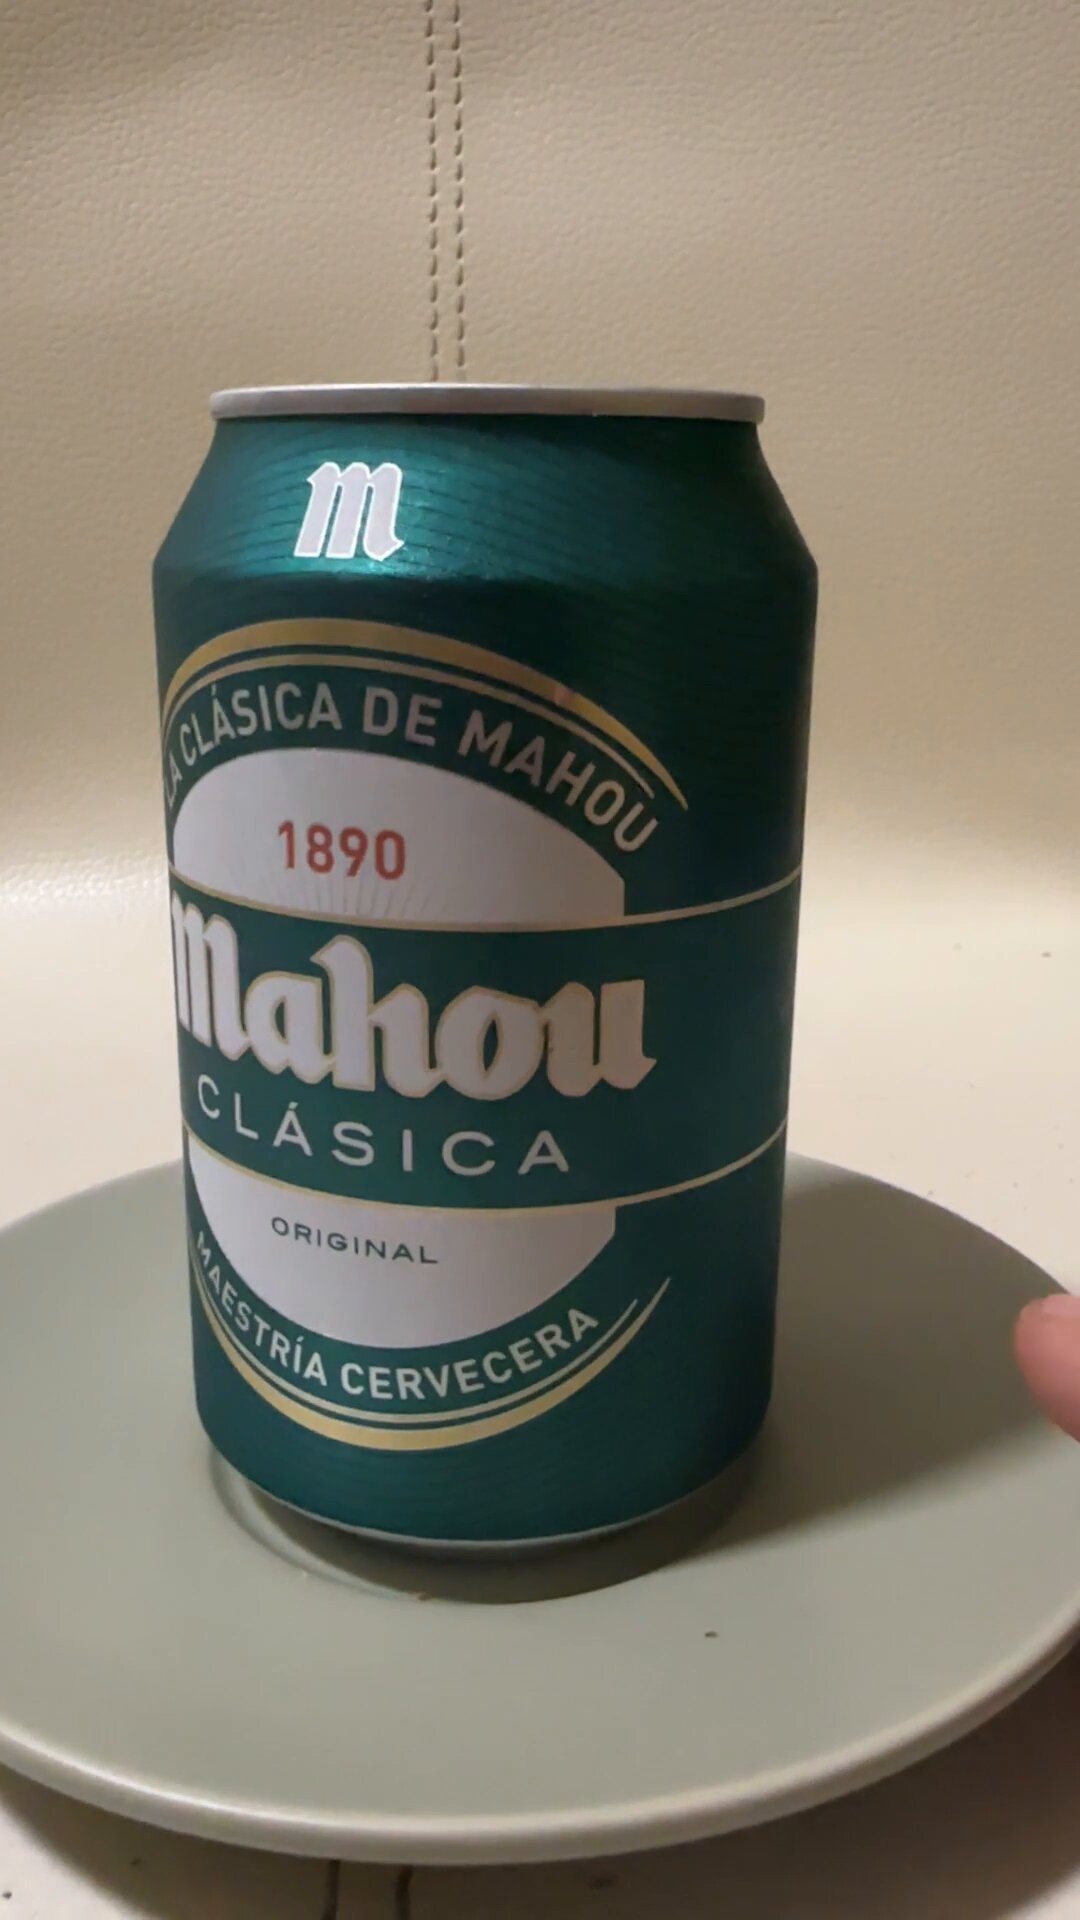 m
LA CLÁSICA DE MAHOU
1890
Mahou
CLÁSICA
ORIGINAL
MAESTRÍA CERVECERA